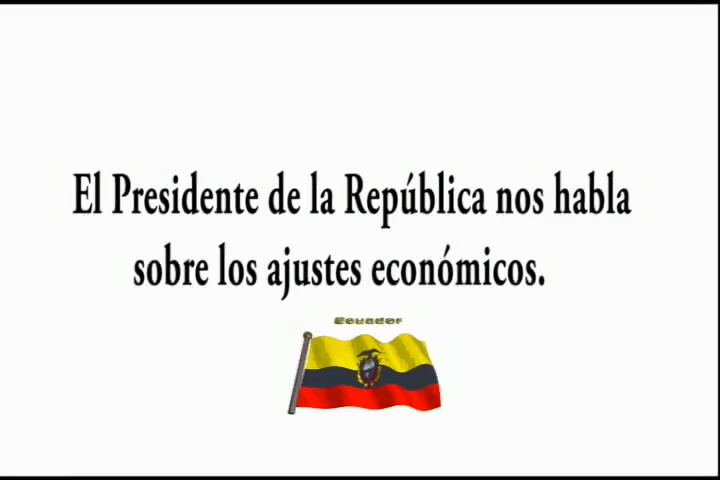 El Presidente de la República nos habla
sobre los ajustes económicos.
Ecuador